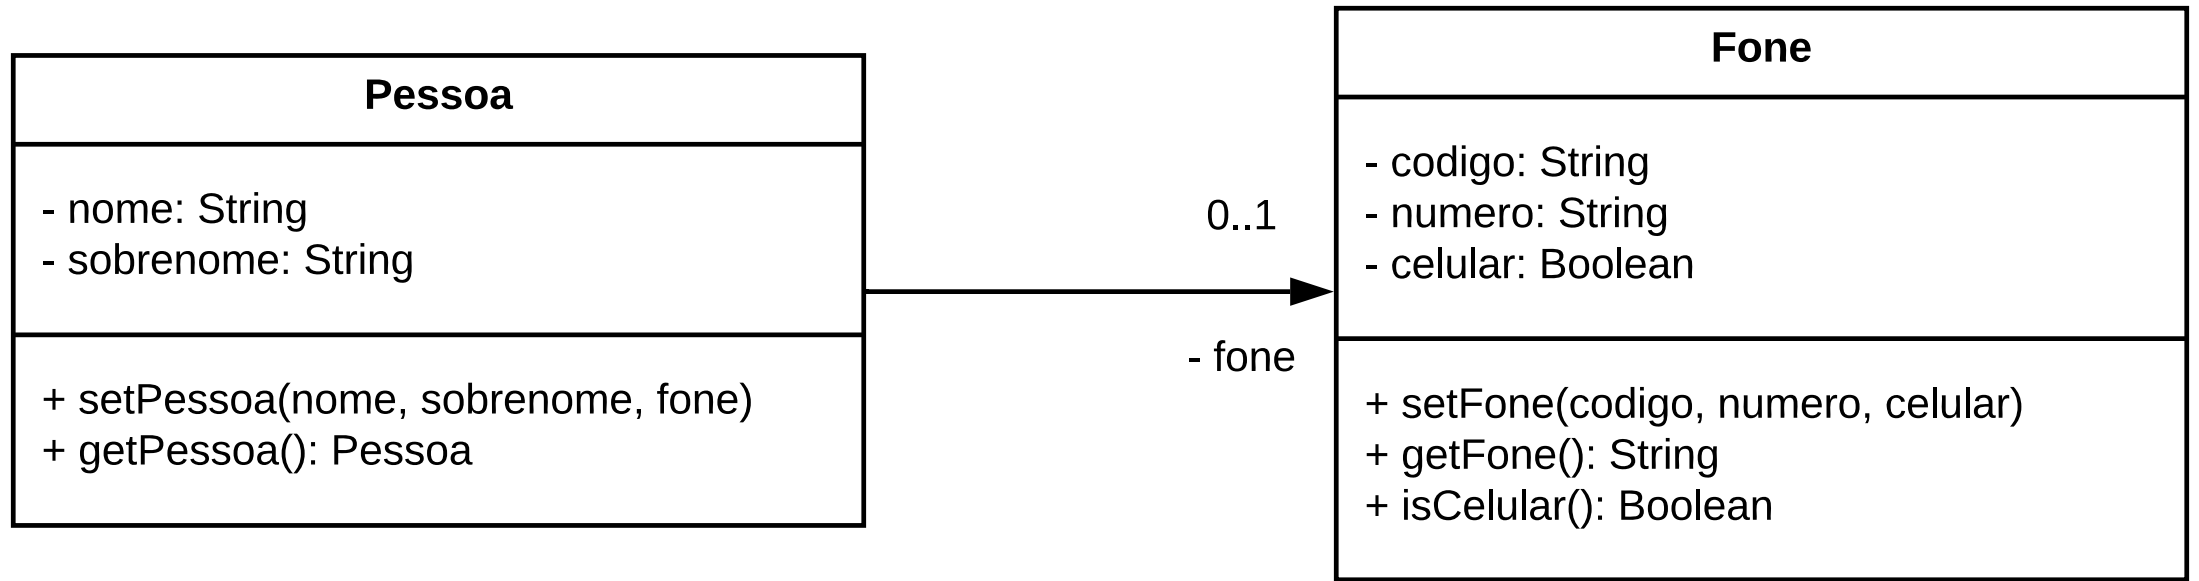 Pessoa
- nome: String
- sobrenome: String
+ setPessoa(nome, sobrenome, fone)
+ getPessoa(): Pessoa
0..1
- fone
Fone
- codigo: String
- numero: String
- celular: Boolean
+ setFone(codigo, numero, celular)
+ getFone(): String
+ isCelular(): Boolean